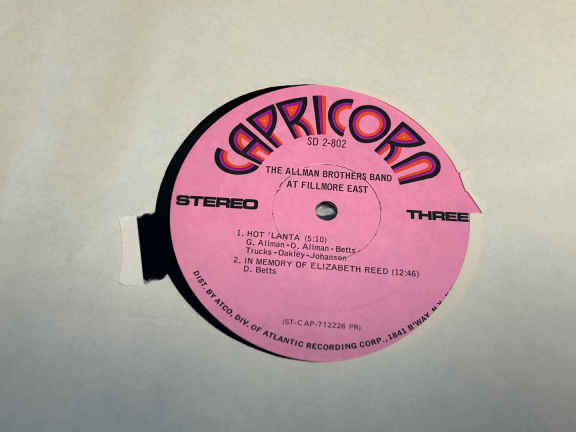 CAPRICORN
SD 2-802
THE ALLMAN BROTHERS BAND
AT FILLMORE EAST
STEREO
THREE
1. HOT 'LANTA (5:10)
G. Allman-D. Allman-Betts-
Trucks-Oakley-Johanson
2. IN MEMORY OF ELIZABETH REED (12:46)
D. Betts
(ST-CAP-712226 PR)
DIST. BY ATCO, DIV. OF ATLANTIC RECORDING CORP., 1841 B'WAY, N.Y.